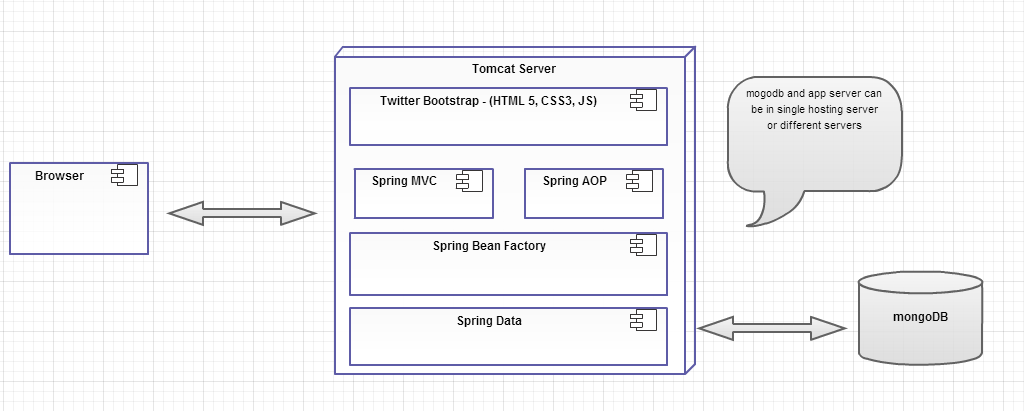 Tomcat Server
Twitter Bootstrap - (HTML 5, CSS3, JS)
mogodb and app server can
be in single hosting server
or different servers
Browser
Spring MVC
Spring AOP
Spring Bean Factory
Spring Data
mongoDB